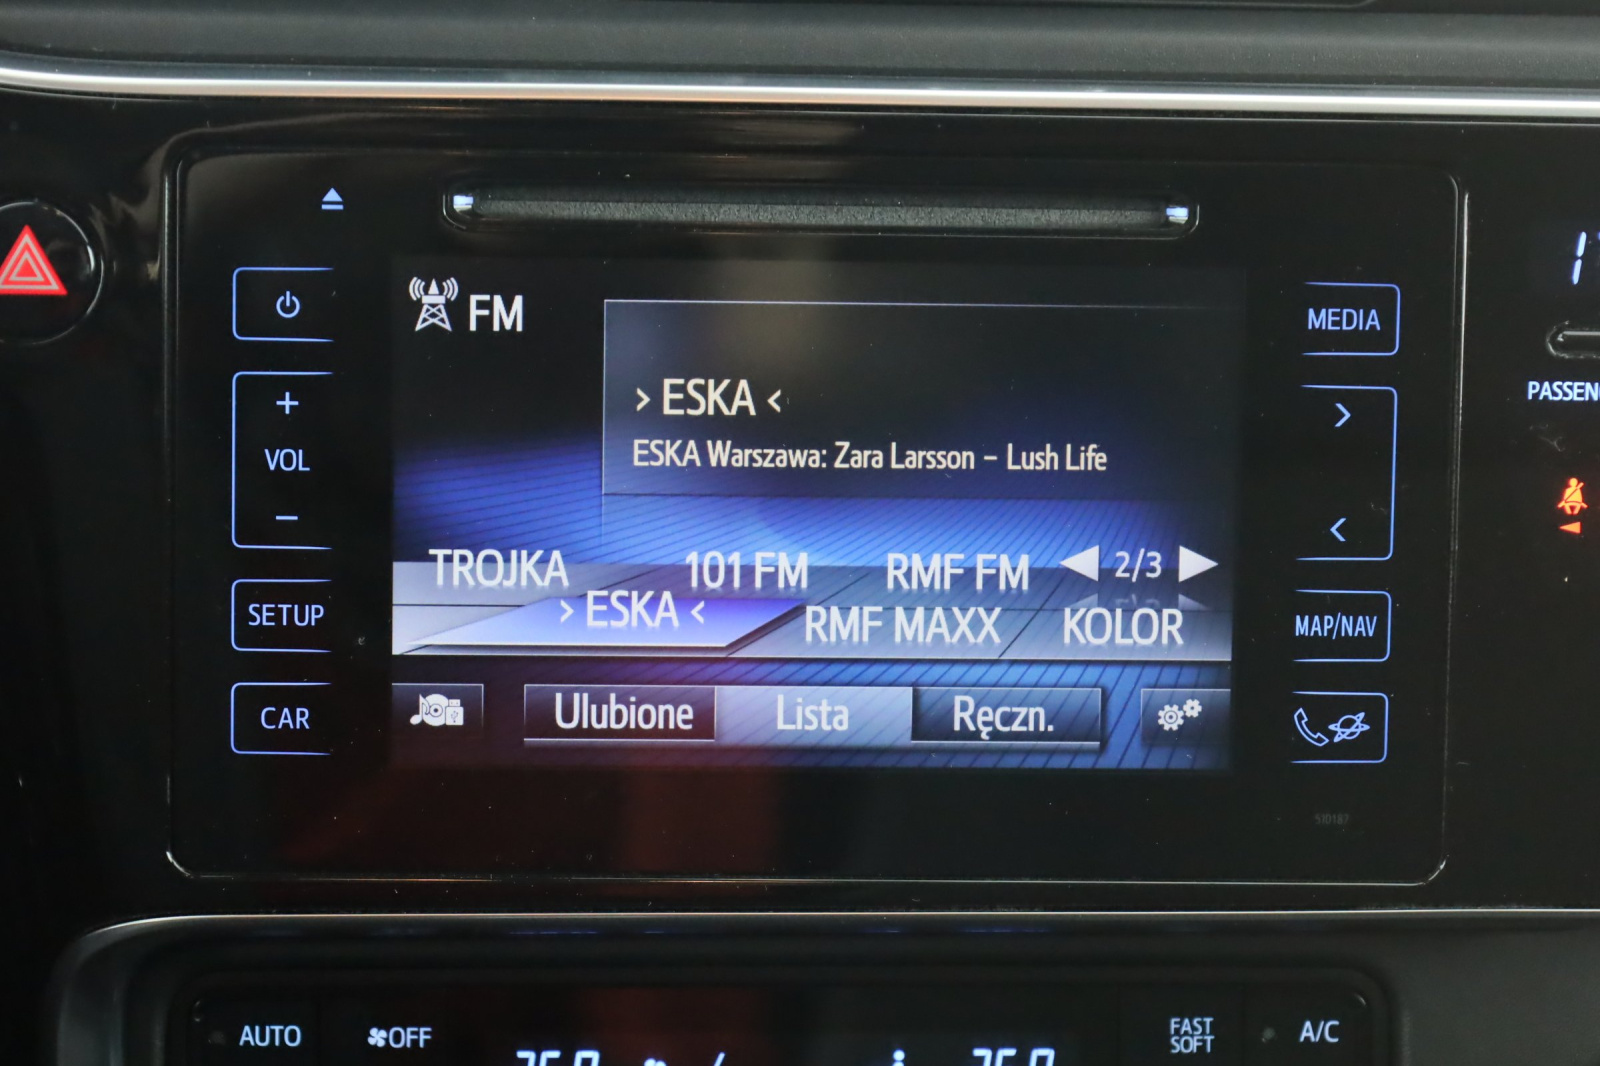 FM
MEDIA
+
VOL
−
> ESKA <
ESKA Warszawa: Zara Larsson – Lush Life
TROJKA 101 FM RMF FM 2/3
> ESKA < RMF MAXX KOLOR
SETUP
MAP/NAV
CAR
Ulubione Lista Ręczn.
510187
AUTO
OFF
FAST
SOFT
A/C